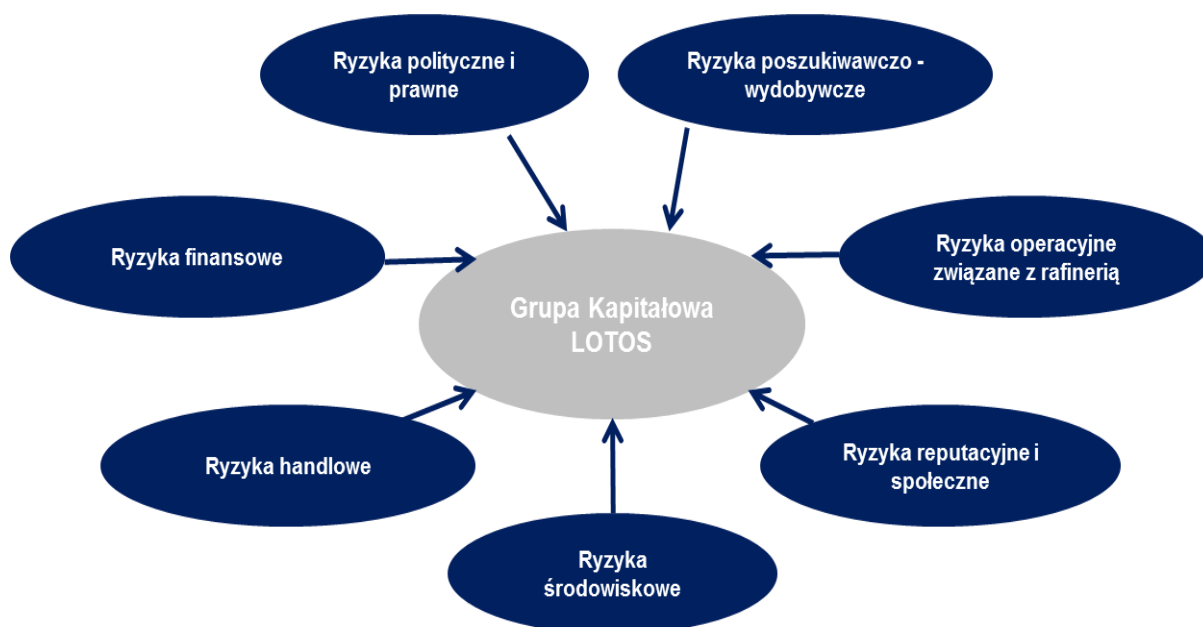 Ryzyka polityczne i
prawne
Ryzyka poszukiwawczo -
wydobywcze
Ryzyka finansowe
Ryzyka operacyjne
związane z rafinerią
Grupa Kapitałowa
LOTOS
Ryzyka handlowe
Ryzyka reputacyjne i
społeczne
Ryzyka
środowiskowe